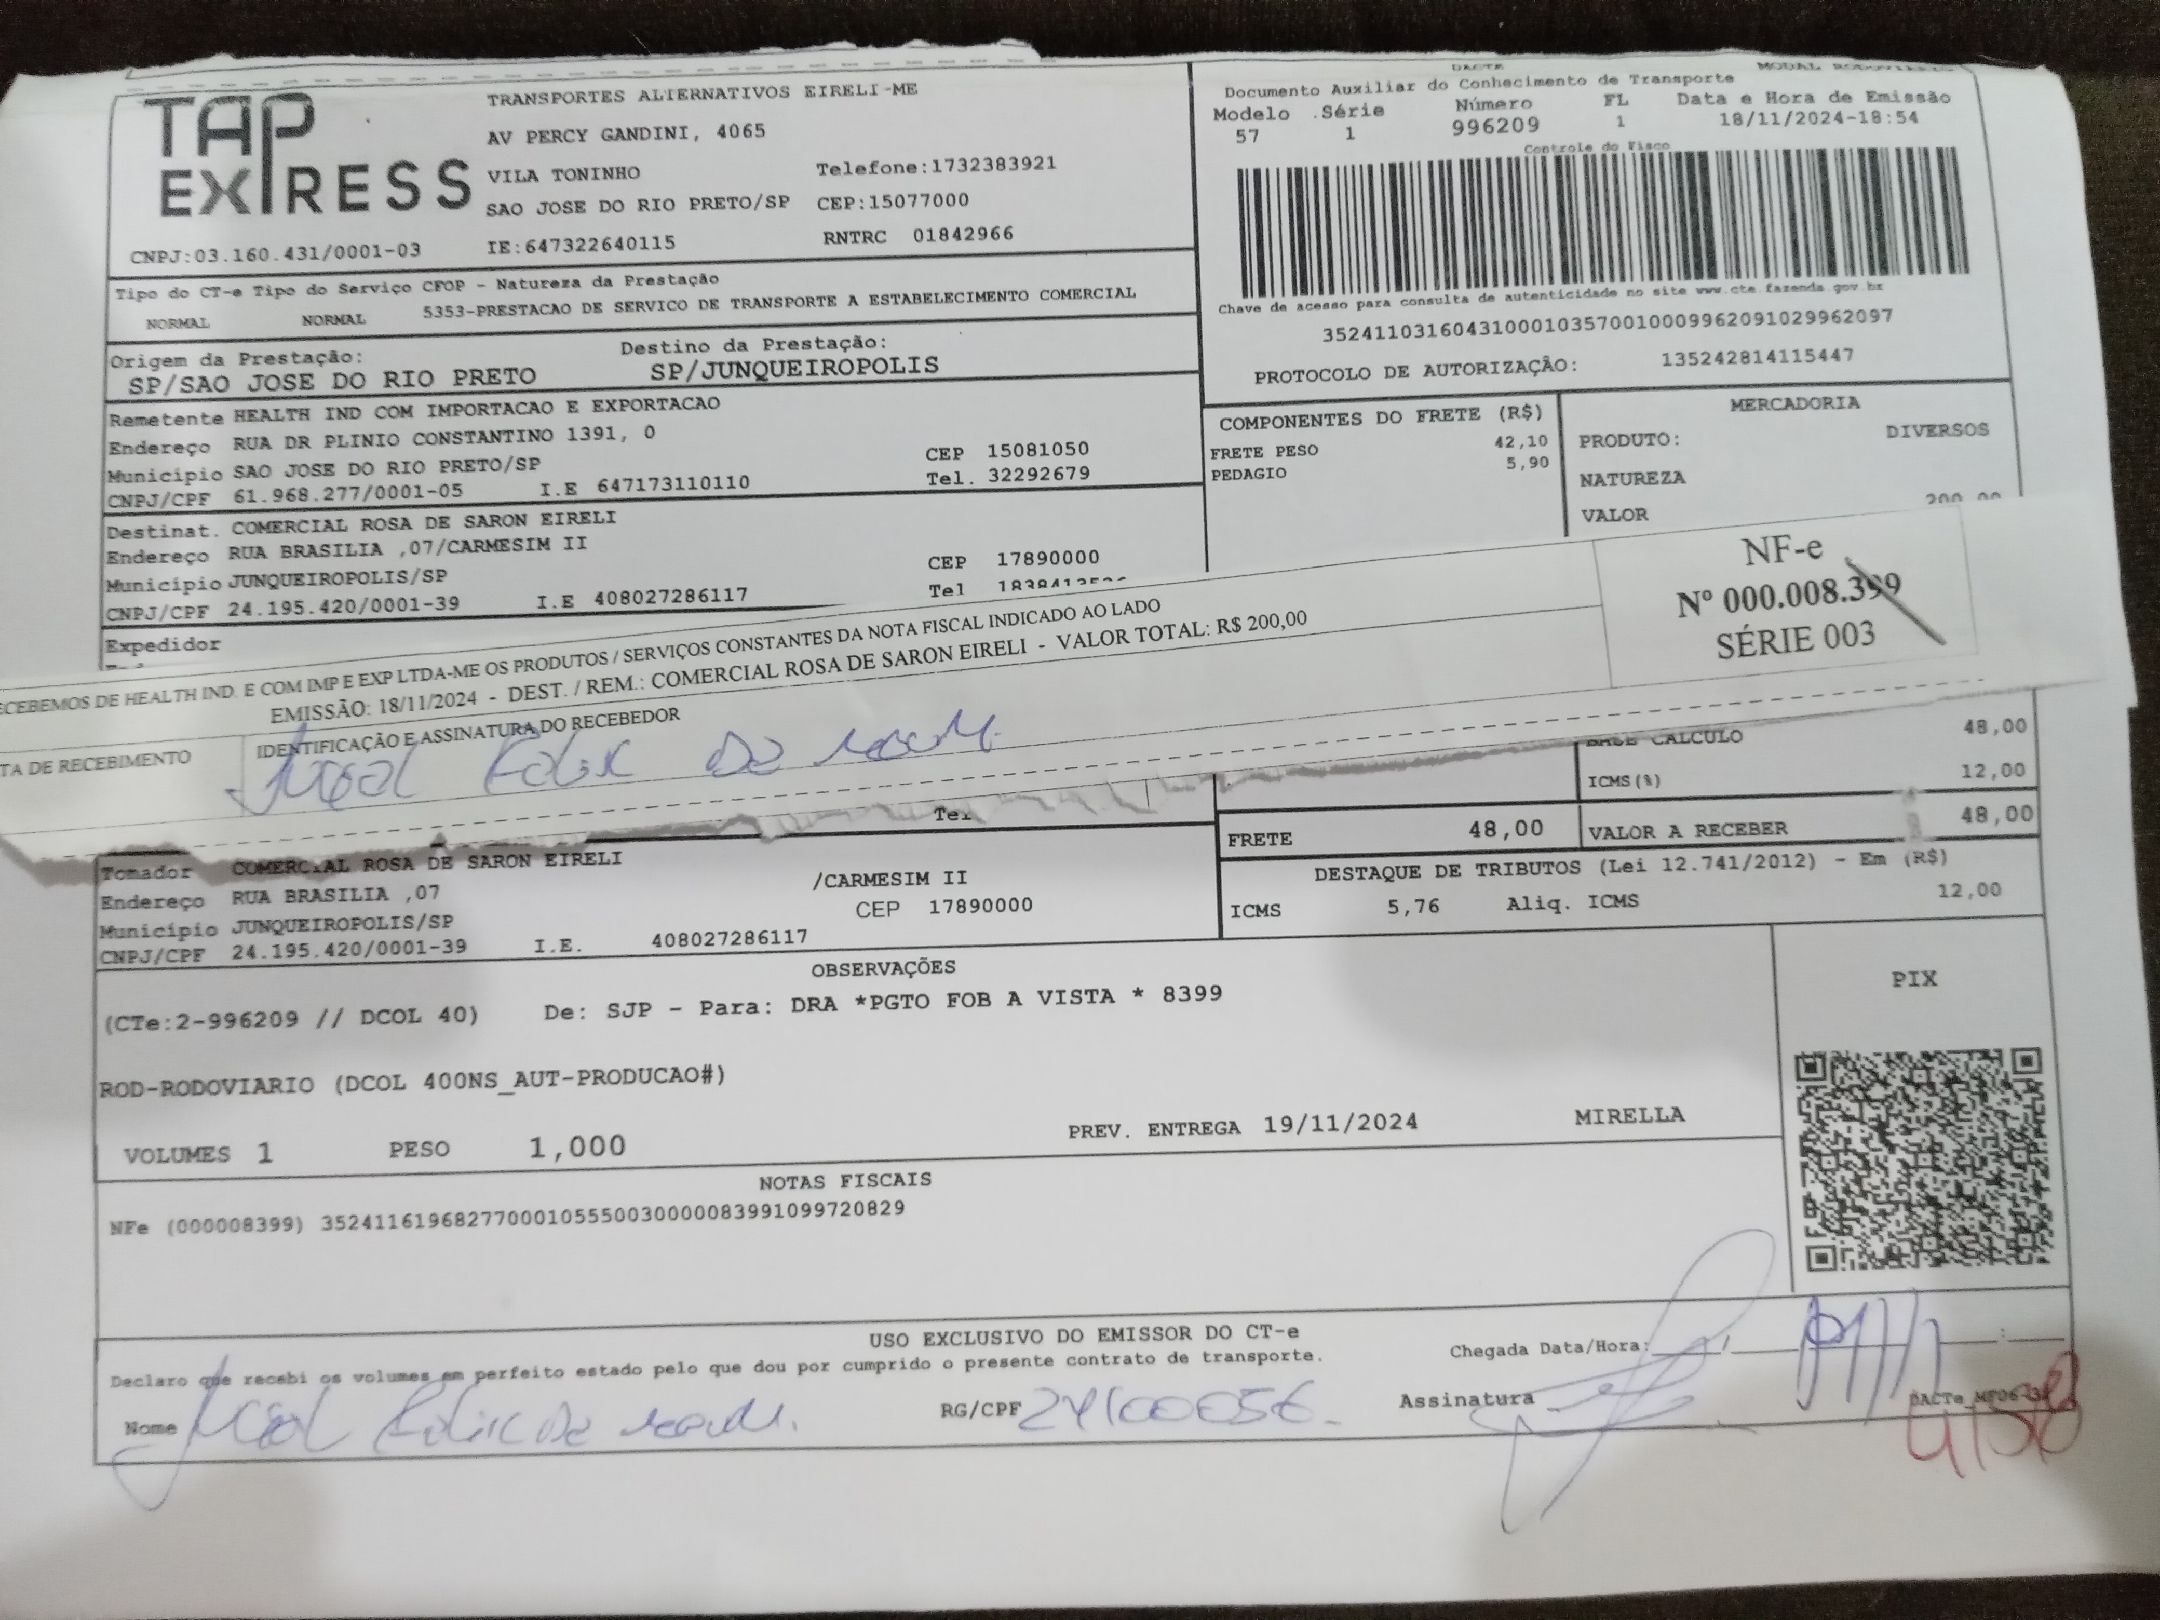 TAP EXPRESS
TRANSPORTES ALTERNATIVOS EIRELI-ME
AV PERCY GANDINI, 4065
VILA TONINHO Telefone:1732383921
SAO JOSE DO RIO PRETO/SP CEP:15077000
CNPJ:03.160.431/0001-03 IE:647322640115 RNTRC 01842966
DACTE
Documento Auxiliar do Conhecimento de Transporte
Modelo Série Número FL Data e Hora de Emissão
57 1 996209 1 18/11/2024-18:54
Controle do Fisco
Chave de acesso para consulta de autenticidade no site www.cte.fazenda.gov.br
35241103160431000103570010009962091029962097
PROTOCOLO DE AUTORIZAÇÃO: 135242814115447
Tipo do CT-e Tipo do Serviço CFOP - Natureza da Prestação
NORMAL NORMAL 5353-PRESTACAO DE SERVICO DE TRANSPORTE A ESTABELECIMENTO COMERCIAL
Origem da Prestação: Destino da Prestação:
SP/SAO JOSE DO RIO PRETO SP/JUNQUEIROPOLIS
Remetente HEALTH IND COM IMPORTACAO E EXPORTACAO
Endereço RUA DR PLINIO CONSTANTINO 1391, 0 CEP 15081050
Município SAO JOSE DO RIO PRETO/SP Tel. 32292679
CNPJ/CPF 61.968.277/0001-05 I.E 647173110110
Destinat. COMERCIAL ROSA DE SARON EIRELI
Endereço RUA BRASILIA ,07/CARMESIM II CEP 17890000
Município JUNQUEIROPOLIS/SP Tel
CNPJ/CPF 24.195.420/0001-39 I.E 408027286117
Expedidor
COMPONENTES DO FRETE (R$)
FRETE PESO 42,10
PEDAGIO 5,90
MERCADORIA
PRODUTO: DIVERSOS
NATUREZA
VALOR 200,00
ECEBEMOS DE HEALTH IND. E COM IMP E EXP LTDA-ME OS PRODUTOS / SERVIÇOS CONSTANTES DA NOTA FISCAL INDICADO AO LADO
EMISSÃO: 18/11/2024 - DEST. / REM.: COMERCIAL ROSA DE SARON EIRELI - VALOR TOTAL: R$ 200,00
TA DE RECEBIMENTO IDENTIFICAÇÃO E ASSINATURA DO RECEBEDOR
NF-e
Nº 000.008.399
SÉRIE 003
BASE CALCULO 48,00
ICMS(%) 12,00
Tel
FRETE 48,00 VALOR A RECEBER 48,00
Tomador COMERCIAL ROSA DE SARON EIRELI
Endereço RUA BRASILIA ,07 /CARMESIM II
Município JUNQUEIROPOLIS/SP CEP 17890000
CNPJ/CPF 24.195.420/0001-39 I.E. 408027286117
DESTAQUE DE TRIBUTOS (Lei 12.741/2012) - Em (R$)
ICMS 5,76 Aliq. ICMS 12,00
OBSERVAÇÕES
(CTe:2-996209 // DCOL 40) De: SJP - Para: DRA *PGTO FOB A VISTA * 8399
ROD-RODOVIARIO (DCOL 400NS_AUT-PRODUCAO#)
VOLUMES 1 PESO 1,000 PREV. ENTREGA 19/11/2024 MIRELLA
PIX
NOTAS FISCAIS
NFe (000008399) 35241161968277000105550030000083991099720829
USO EXCLUSIVO DO EMISSOR DO CT-e
Declaro que recebi os volumes em perfeito estado pelo que dou por cumprido o presente contrato de transporte.
Chegada Data/Hora:
Nome RG/CPF 24100056 Assinatura